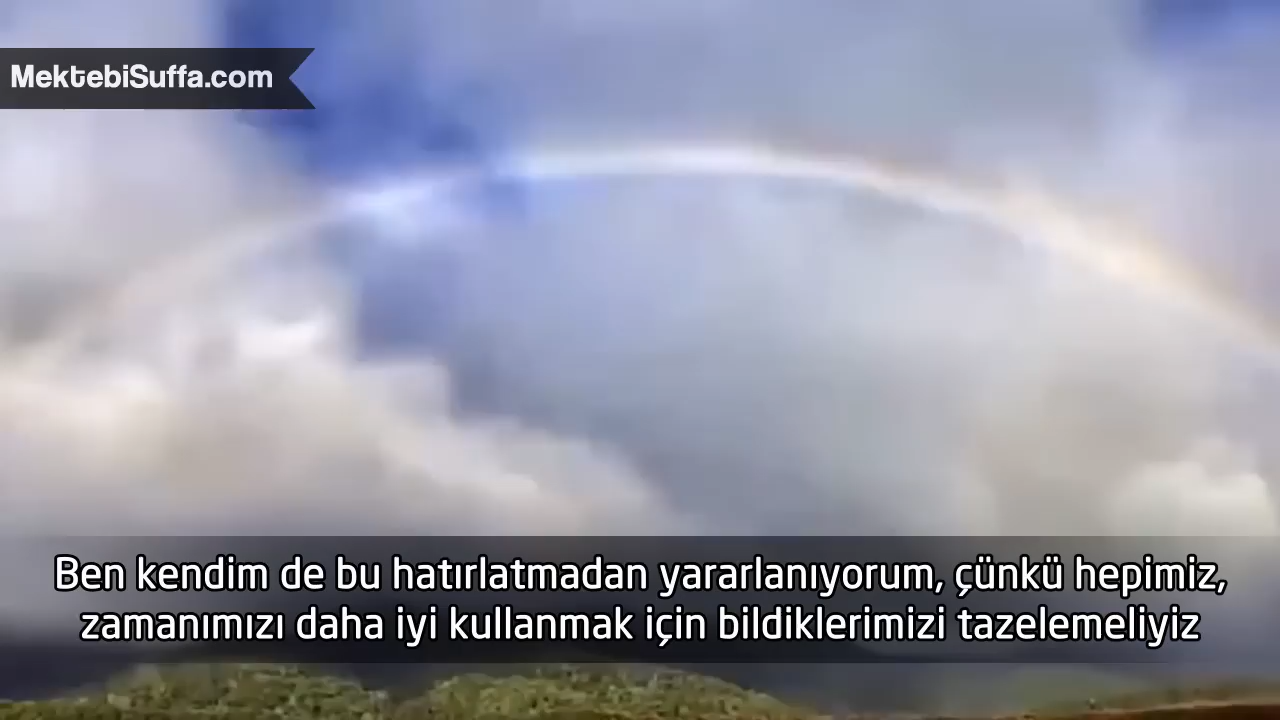 MektebiSuffa.com
Ben kendim de bu hatırlatmadan yararlanıyorum, çünkü hepimiz,
zamanımızı daha iyi kullanmak için bildiklerimizi tazelemeliyiz